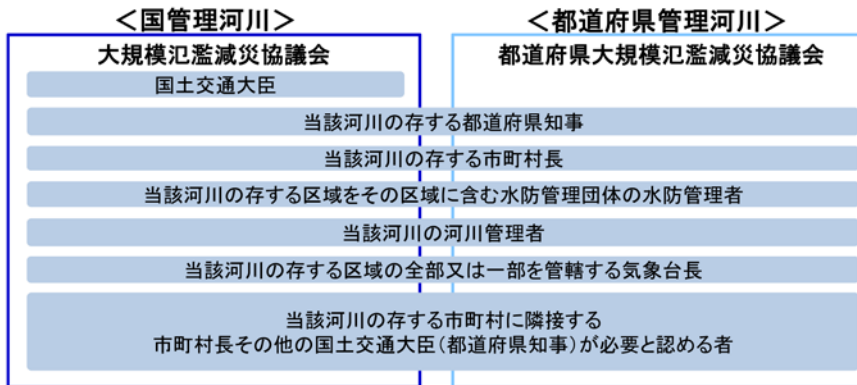 ＜国管理河川＞
＜都道府県管理河川＞
大規模氾濫減災協議会
都道府県大規模氾濫減災協議会
国土交通大臣
当該河川の存する都道府県知事
当該河川の存する市町村長
当該河川の存する区域をその区域に含む水防管理団体の水防管理者
当該河川の河川管理者
当該河川の存する区域の全部又は一部を管轄する気象台長
当該河川の存する市町村に隣接する
市町村長その他の国土交通大臣（都道府県知事）が必要と認める者